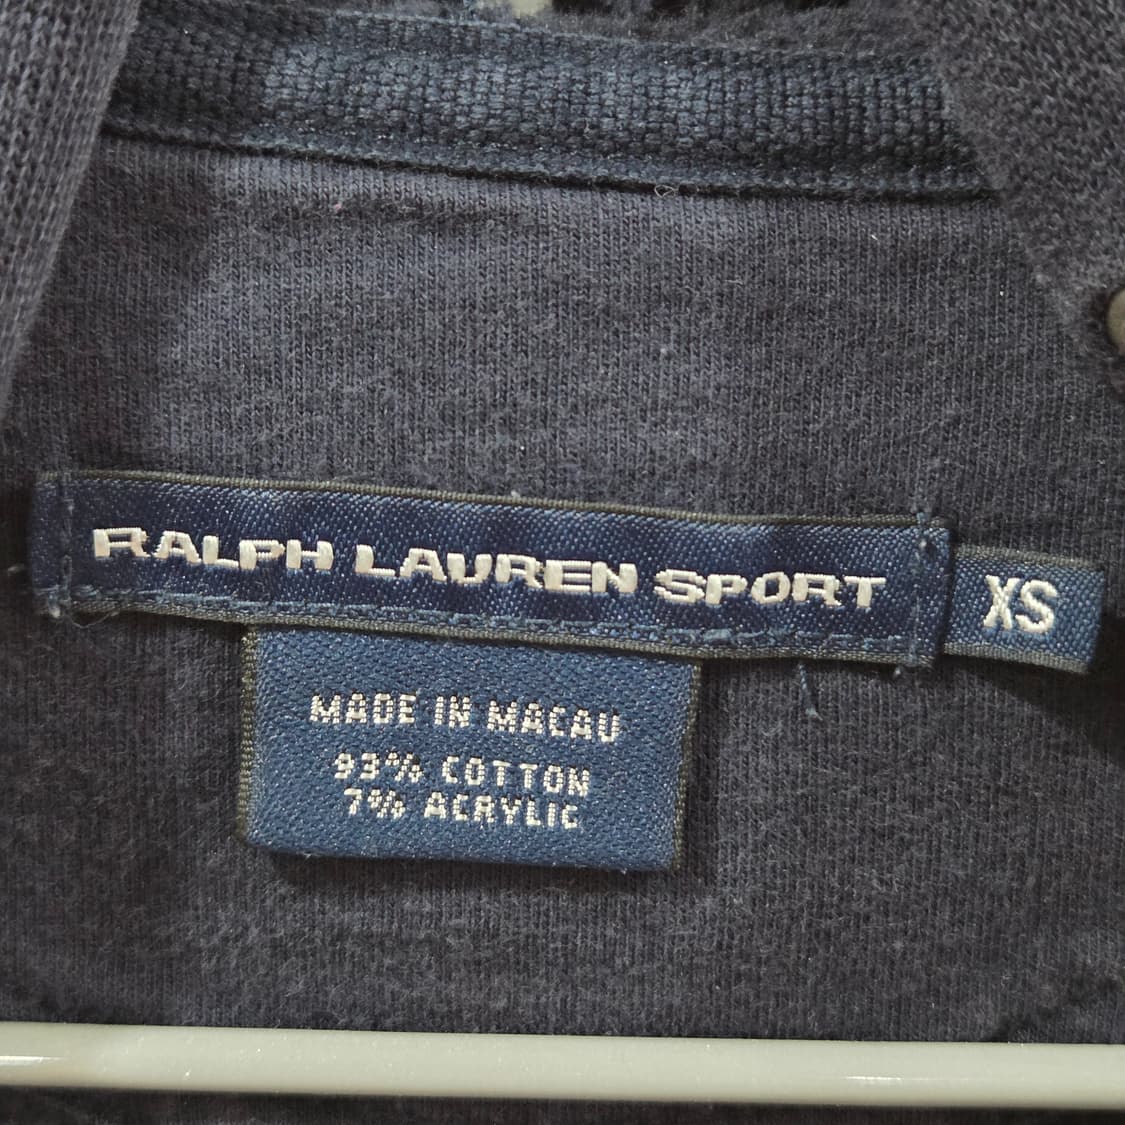 RALPH LAUREN SPORT
XS
MADE IN MACAU
93% COTTON
7% ACRYLIC